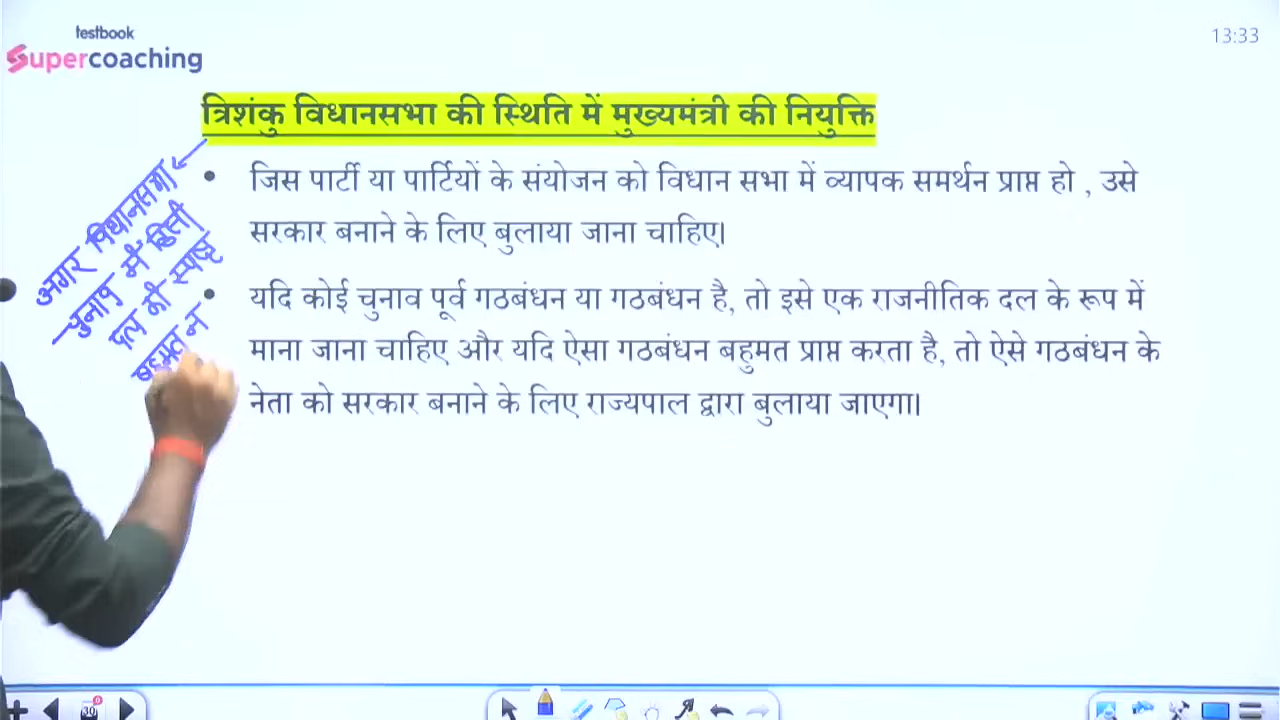 testbook
Supercoaching
13:33
त्रिशंकु विधानसभा की स्थिति में मुख्यमंत्री की नियुक्ति
• जिस पार्टी या पार्टियों के संयोजन को विधान सभा में व्यापक समर्थन प्राप्त हो , उसे
सरकार बनाने के लिए बुलाया जाना चाहिए।
• यदि कोई चुनाव पूर्व गठबंधन या गठबंधन है, तो इसे एक राजनीतिक दल के रूप में
माना जाना चाहिए और यदि ऐसा गठबंधन बहुमत प्राप्त करता है, तो ऐसे गठबंधन के
नेता को सरकार बनाने के लिए राज्यपाल द्वारा बुलाया जाएगा।
अगर विधानसभा
चुनाव में किसी
को स्पष्ट
बहुमत न
30